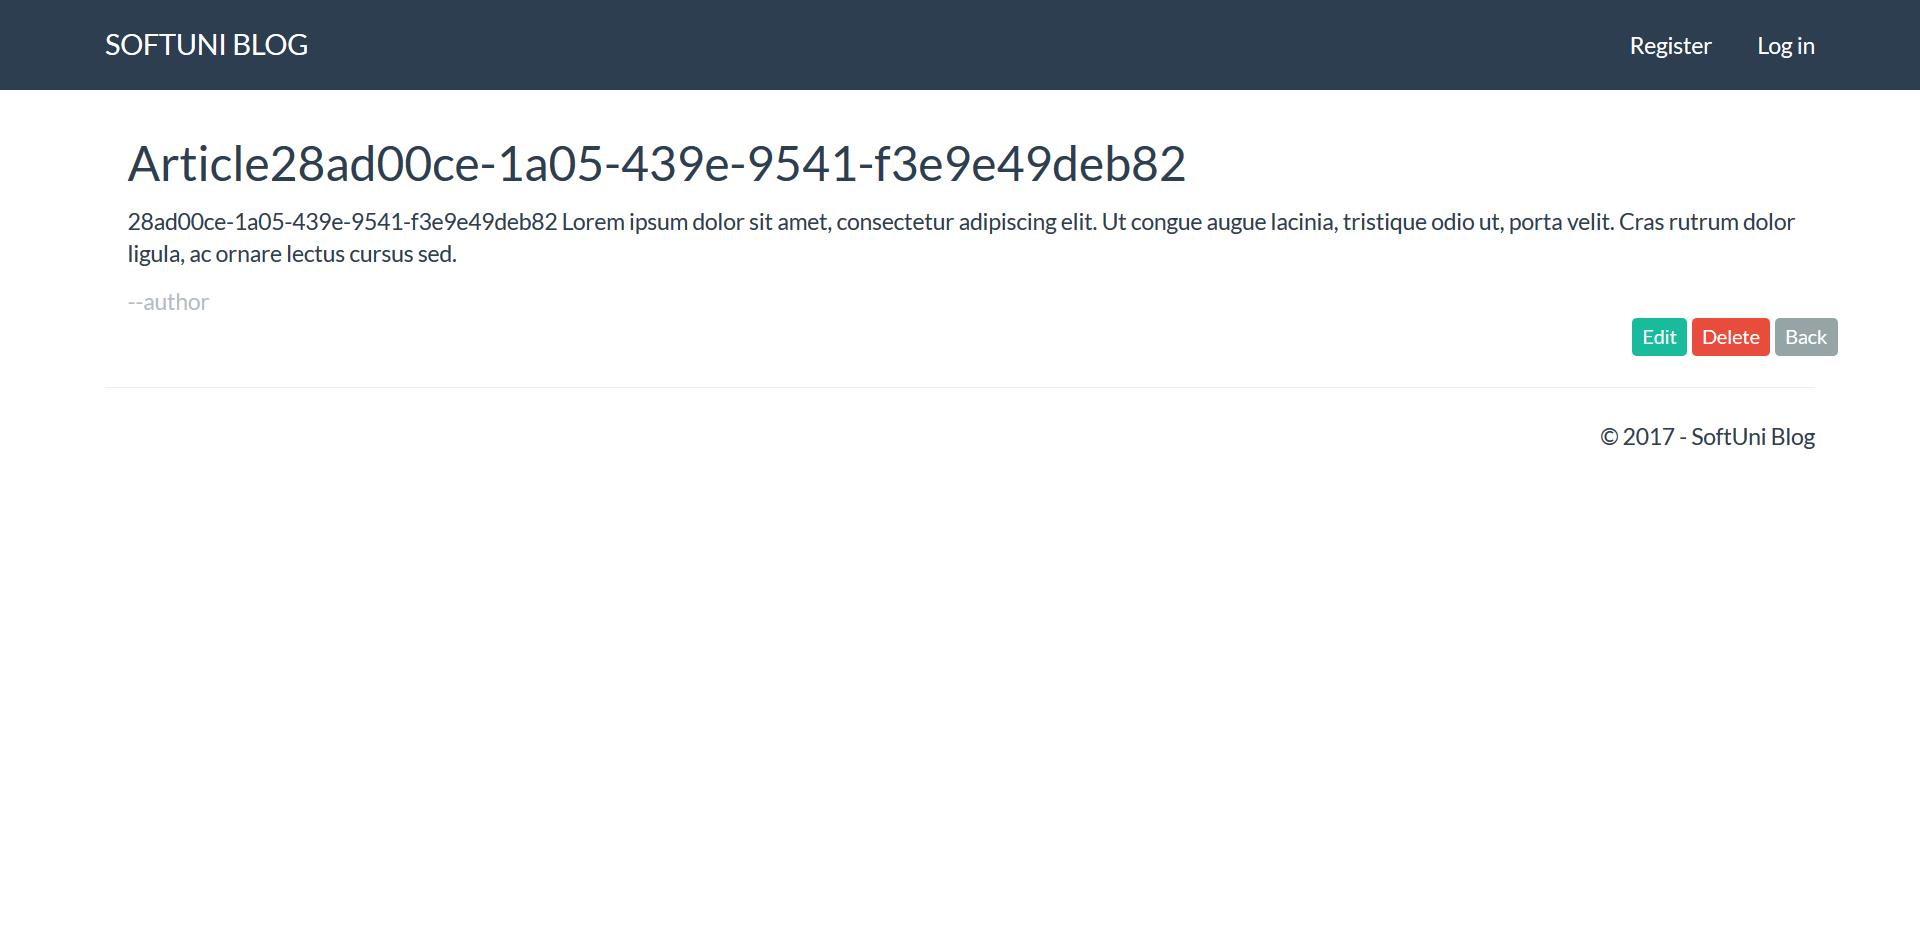 SOFTUNI BLOG
Register
Log in
Article28ad00ce-1a05-439e-9541-f3e9e49deb82
28ad00ce-1a05-439e-9541-f3e9e49deb82 Lorem ipsum dolor sit amet, consectetur adipiscing elit. Ut congue augue lacinia, tristique odio ut, porta velit. Cras rutrum dolor
ligula, ac ornare lectus cursus sed.
--author
Edit
Delete
Back
© 2017 - SoftUni Blog